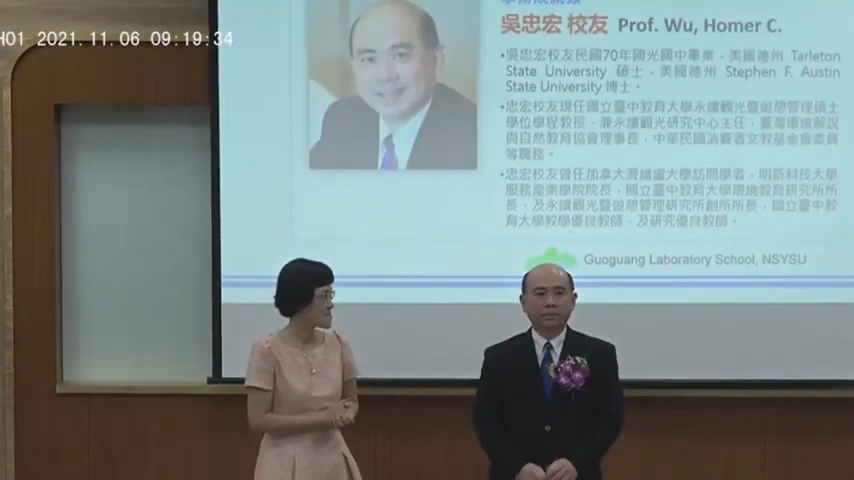 H01 2021.11.06 09:19:34
吳忠宏 校友 Prof. Wu, Homer C.
•吳忠宏校友民國70年國光國中畢業，美國德州 Tarleton
State University 碩士，美國德州 Stephen F. Austin
State University 博士。
•忠宏校友現任國立臺中教育大學永續觀光暨遊憩管理碩士
學位學程教授、兼永續觀光研究中心主任，臺灣環境解說
與自然教育協會理事長，中華民國消費者文教基金會委員
等職務。
•忠宏校友曾任加拿大滑鐵盧大學訪問學者，明新科技大學
服務產業學院院長，國立臺中教育大學環境教育研究所所
長、及永續觀光暨遊憩管理研究所創所所長，國立臺中教
育大學教學優良教師、及研究優良教師。
Guoguang Laboratory School, NSYSU